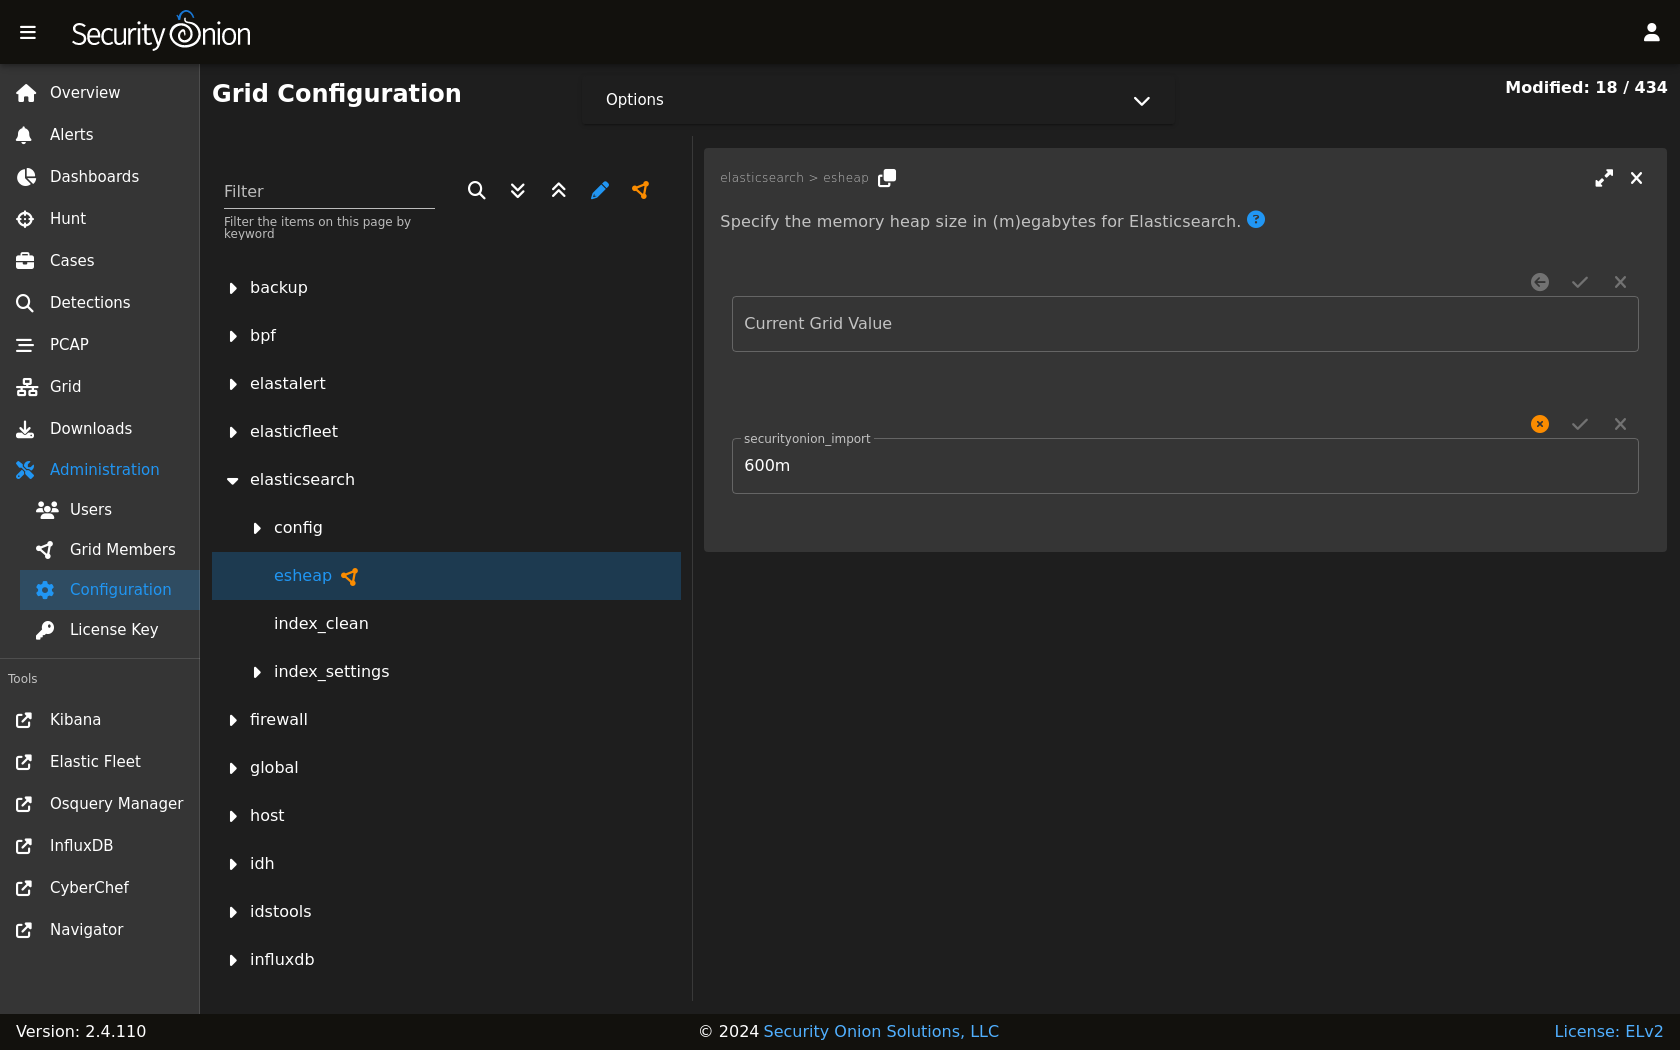 Security Onion
Overview
Alerts
Dashboards
Hunt
Cases
Detections
PCAP
Grid
Downloads
Administration
Users
Grid Members
Configuration
License Key
Tools
Kibana
Elastic Fleet
Osquery Manager
InfluxDB
CyberChef
Navigator
Grid Configuration
Options
Modified: 18 / 434
Filter
Filter the items on this page by
keyword
backup
bpf
elastalert
elasticfleet
elasticsearch
config
esheap
index_clean
index_settings
firewall
global
host
idh
idstools
influxdb
elasticsearch > esheap
Specify the memory heap size in (m)egabytes for Elasticsearch. ?
Current Grid Value
securityonion_import
600m
Version: 2.4.110
© 2024 Security Onion Solutions, LLC
License: ELv2